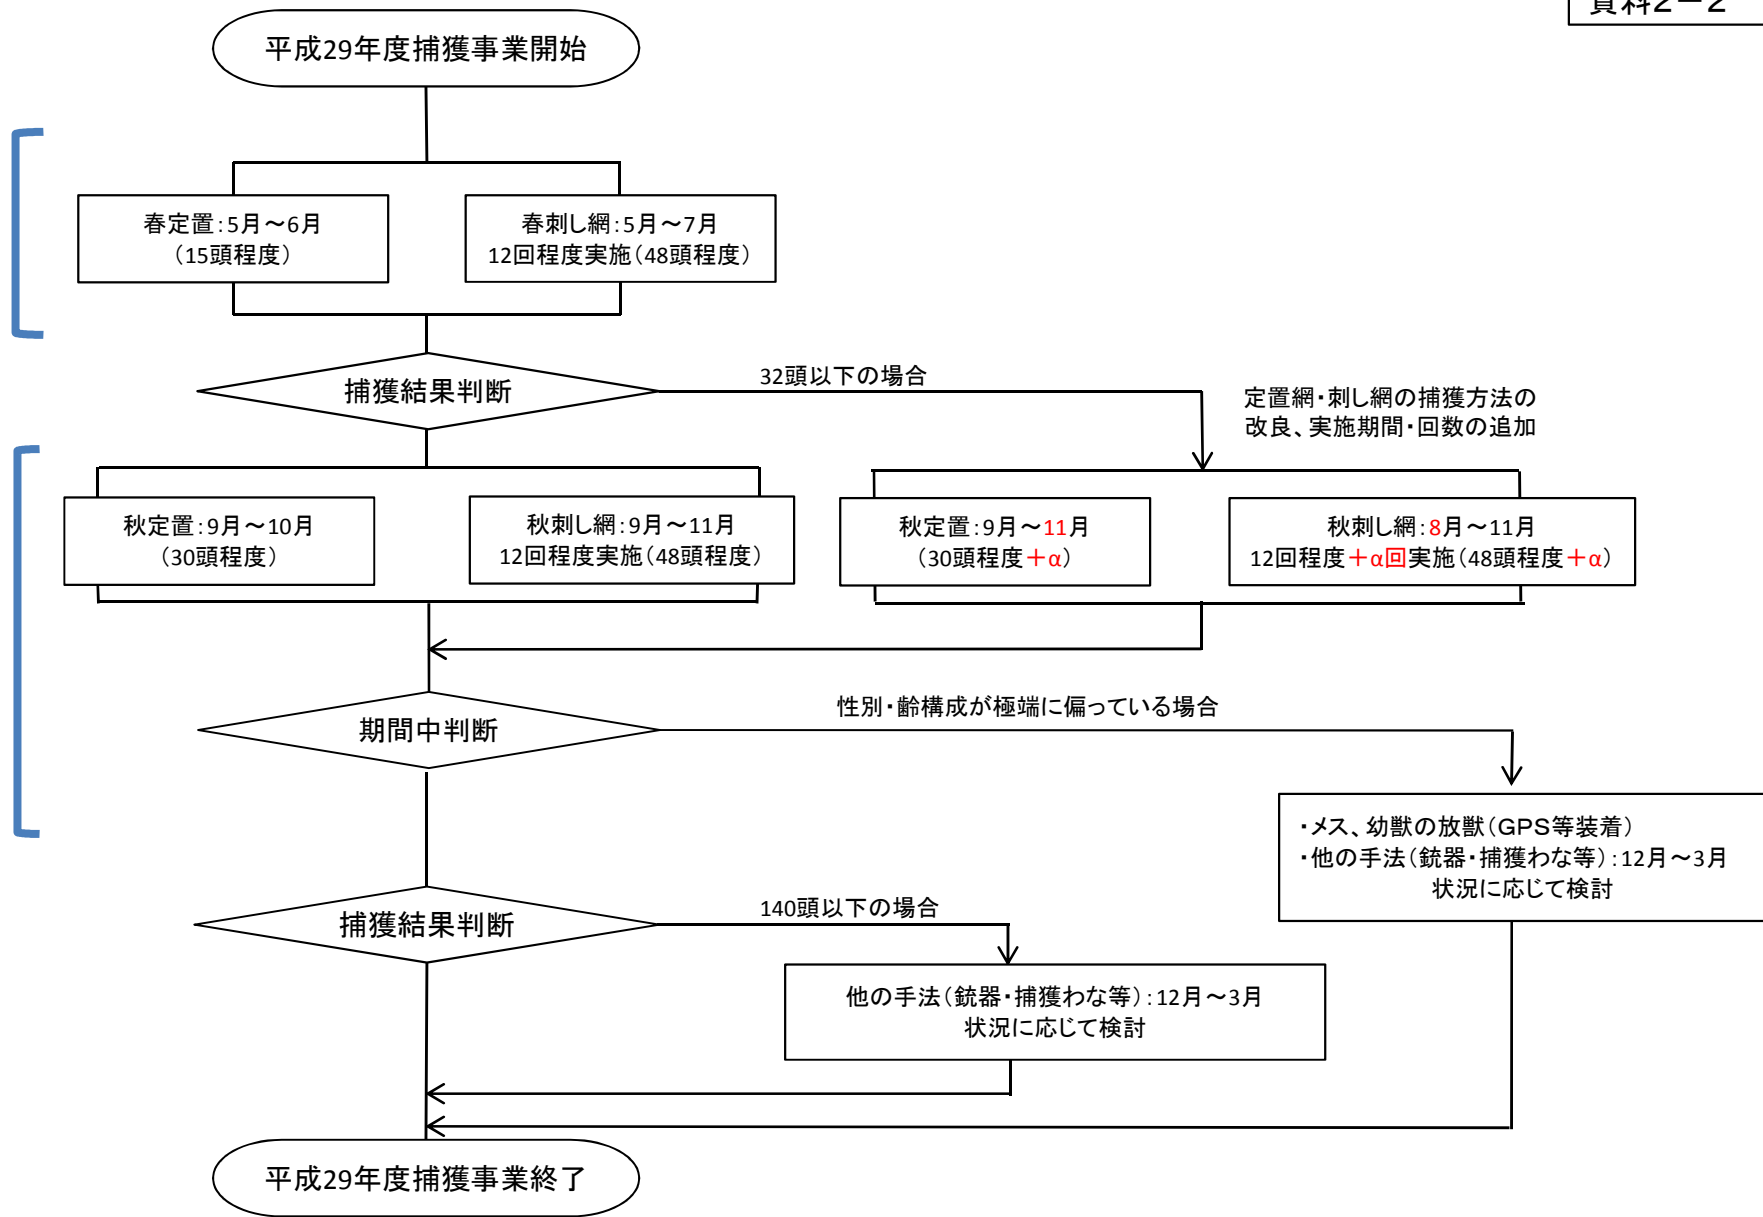 資料2－2
平成29年度捕獲事業開始
春定置：5月～6月
（15頭程度）
春刺し網：5月～7月
12回程度実施（48頭程度）
捕獲結果判断
32頭以下の場合
定置網・刺し網の捕獲方法の
改良、実施期間・回数の追加
秋定置：9月～10月
（30頭程度）
秋刺し網：9月～11月
12回程度実施（48頭程度）
秋定置：9月～11月
（30頭程度＋α）
秋刺し網：8月～11月
12回程度＋α回実施（48頭程度＋α）
期間中判断
性別・齢構成が極端に偏っている場合
・メス、幼獣の放獣（GPS等装着）
・他の手法（銃器・捕獲わな等）：12月～3月
状況に応じて検討
捕獲結果判断
140頭以下の場合
他の手法（銃器・捕獲わな等）：12月～3月
状況に応じて検討
平成29年度捕獲事業終了